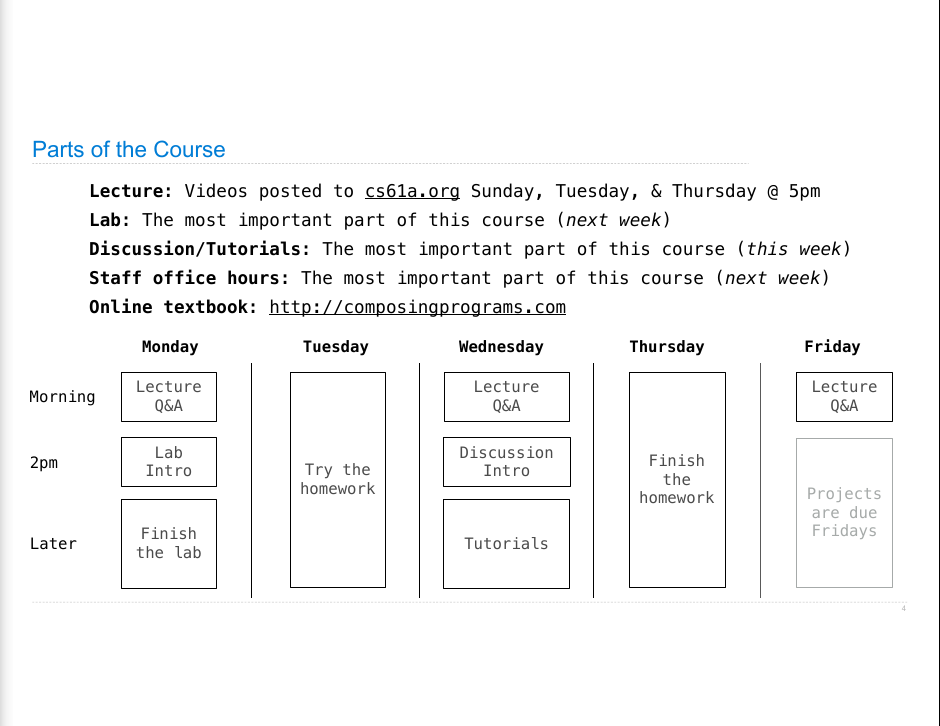 Parts of the Course
Lecture: Videos posted to cs61a.org Sunday, Tuesday, & Thursday @ 5pm
Lab: The most important part of this course (next week)
Discussion/Tutorials: The most important part of this course (this week)
Staff office hours: The most important part of this course (next week)
Online textbook: http://composingprograms.com
Monday Tuesday Wednesday Thursday Friday
Morning
Lecture
Q&A
Lecture
Q&A
Lecture
Q&A
2pm
Lab
Intro
Try the
homework
Discussion
Intro
Finish
the
homework
Projects
are due
Fridays
Later
Finish
the lab
Tutorials
4